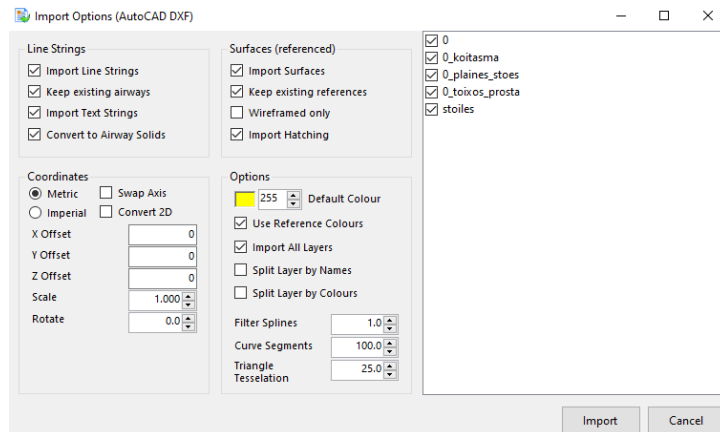 Import Options (AutoCAD DXF)
Line Strings
Import Line Strings
Keep existing airways
Import Text Strings
Convert to Airway Solids
Surfaces (referenced)
Import Surfaces
Keep existing references
Wireframed only
Import Hatching
Coordinates
Metric Swap Axis
Imperial Convert 2D
X Offset 0
Y Offset 0
Z Offset 0
Scale 1.000
Rotate 0.0
Options
255 Default Colour
Use Reference Colours
Import All Layers
Split Layer by Names
Split Layer by Colours
Filter Splines 1.0
Curve Segments 100.0
Triangle Tesselation 25.0
0
0_koitasma
0_plaines_stoes
0_toixos_prosta
stoiles
Import Cancel